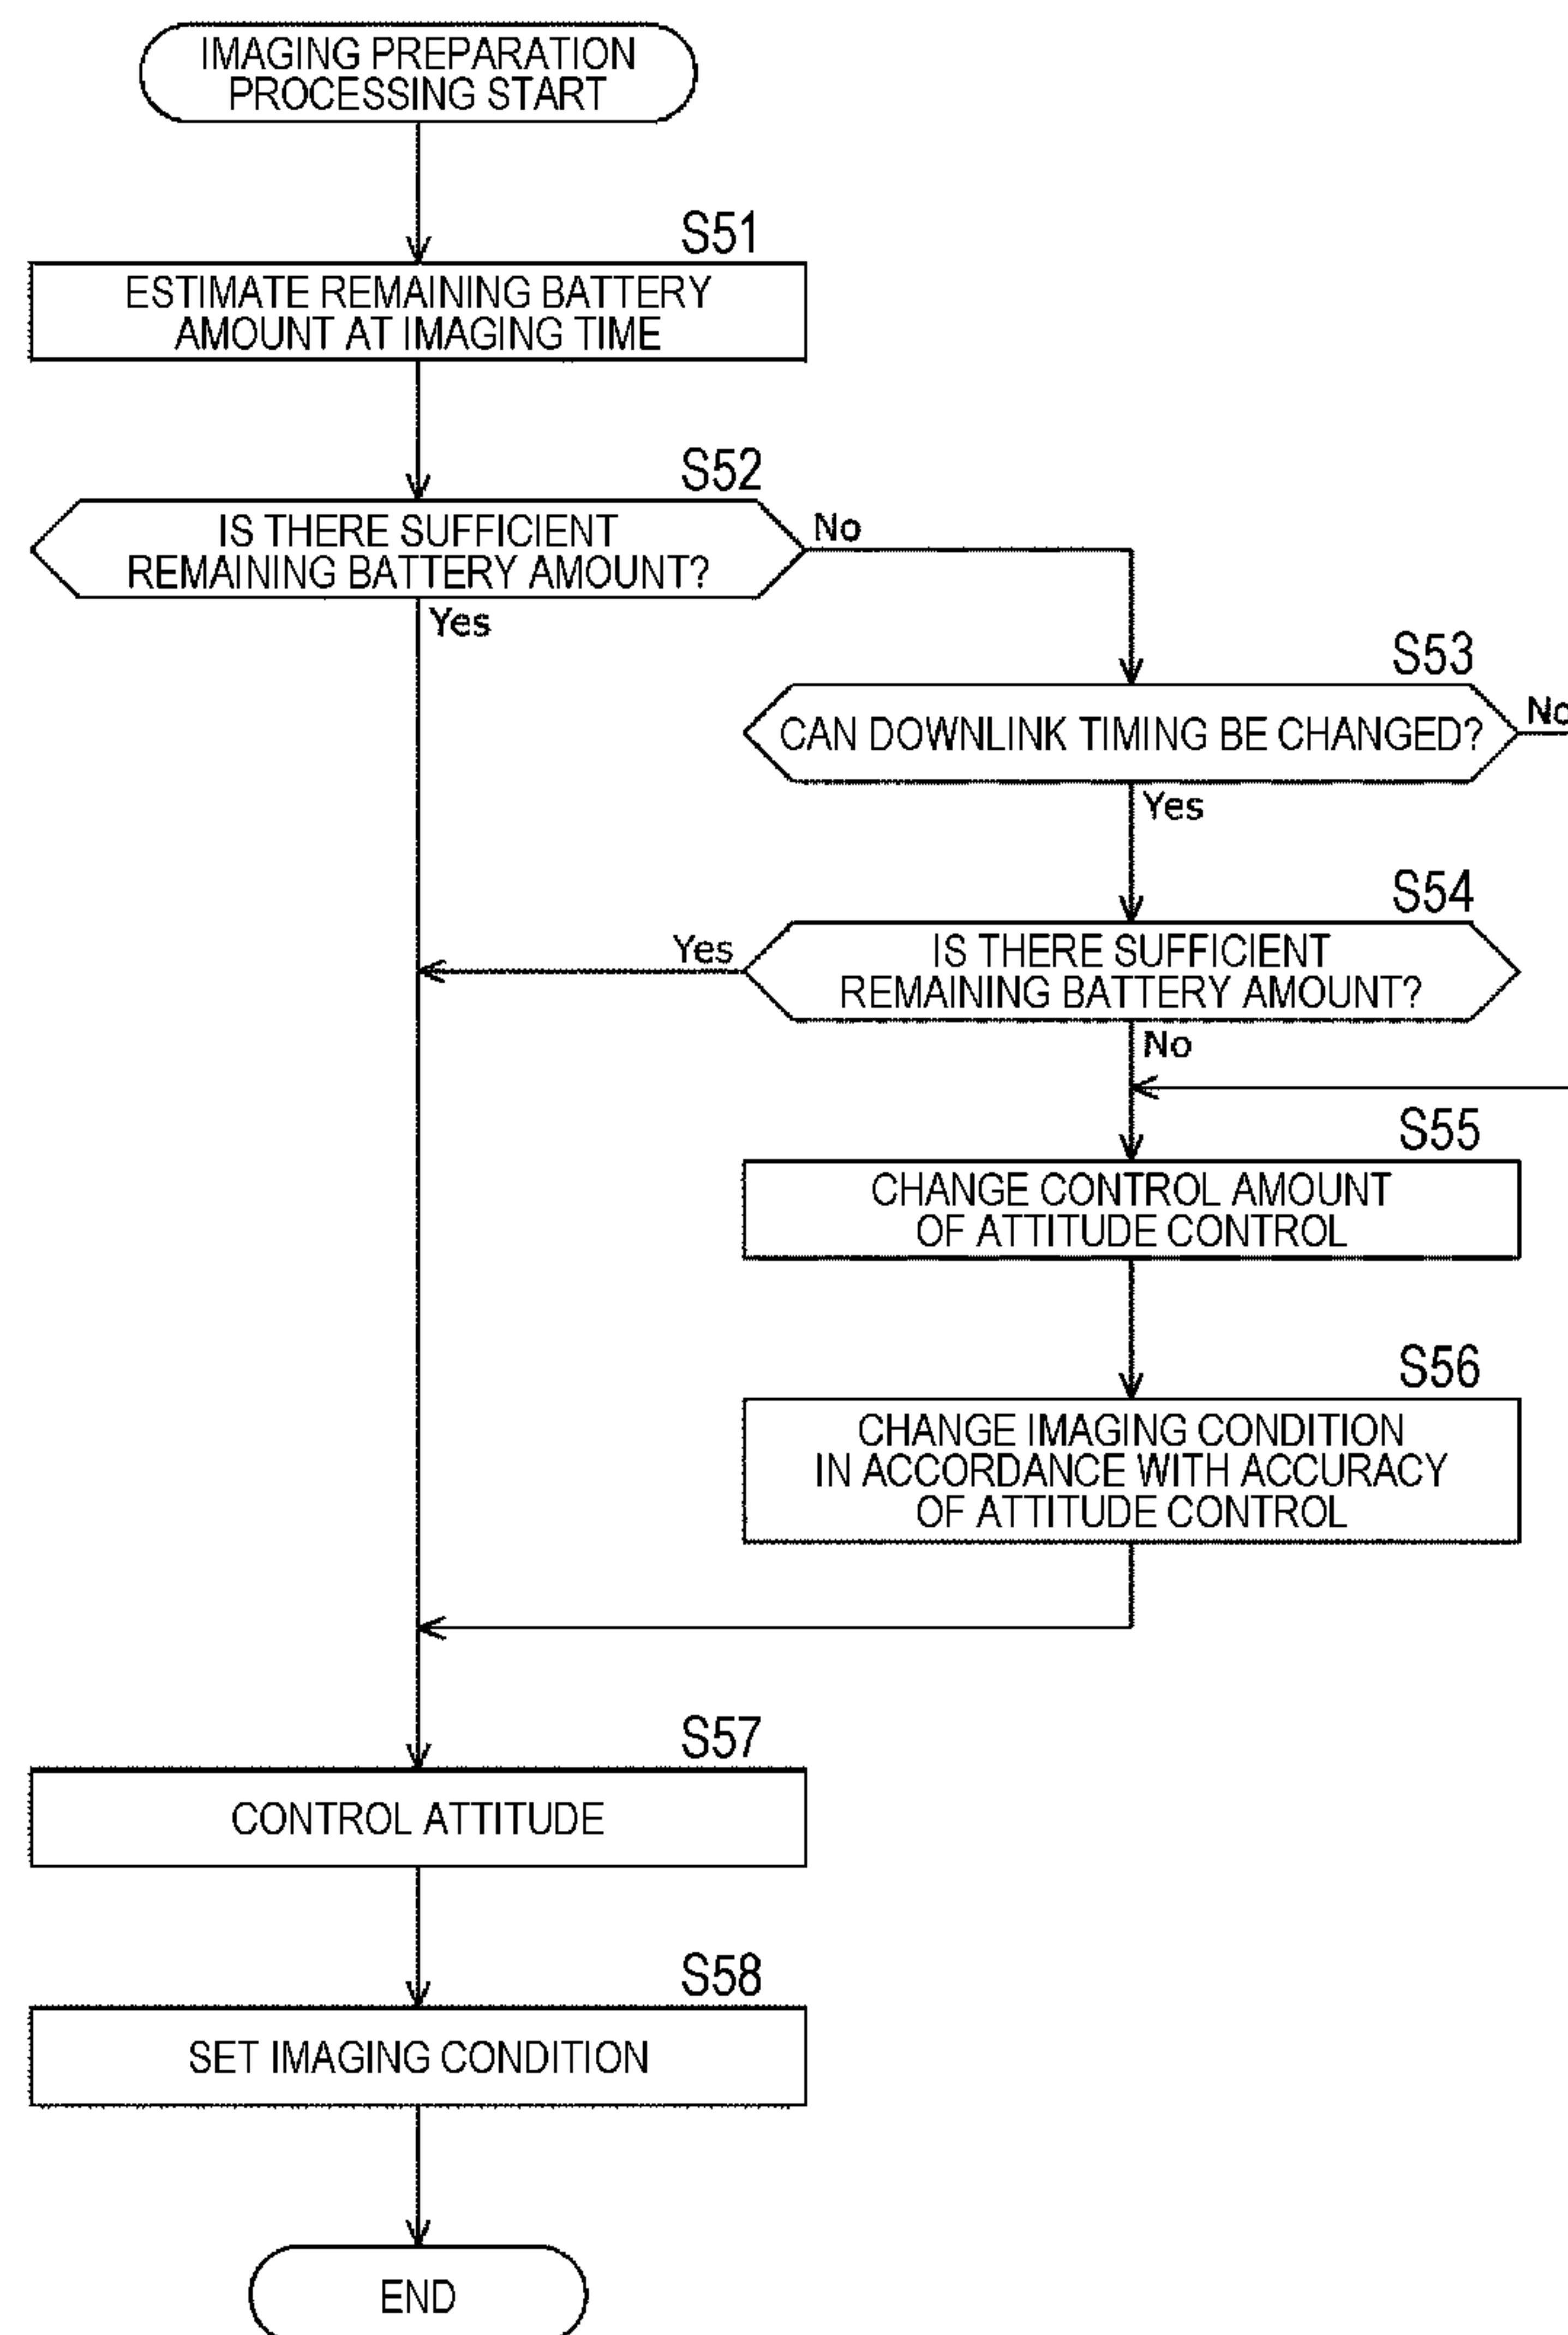 IMAGING PREPARATION
PROCESSING START
S51
ESTIMATE REMAINING BATTERY
AMOUNT AT IMAGING TIME
S52
IS THERE SUFFICIENT
REMAINING BATTERY AMOUNT?
No
Yes
S53
CAN DOWNLINK TIMING BE CHANGED?
No
Yes
S54
IS THERE SUFFICIENT
REMAINING BATTERY AMOUNT?
Yes
No
S55
CHANGE CONTROL AMOUNT
OF ATTITUDE CONTROL
S56
CHANGE IMAGING CONDITION
IN ACCORDANCE WITH ACCURACY
OF ATTITUDE CONTROL
S57
CONTROL ATTITUDE
S58
SET IMAGING CONDITION
END